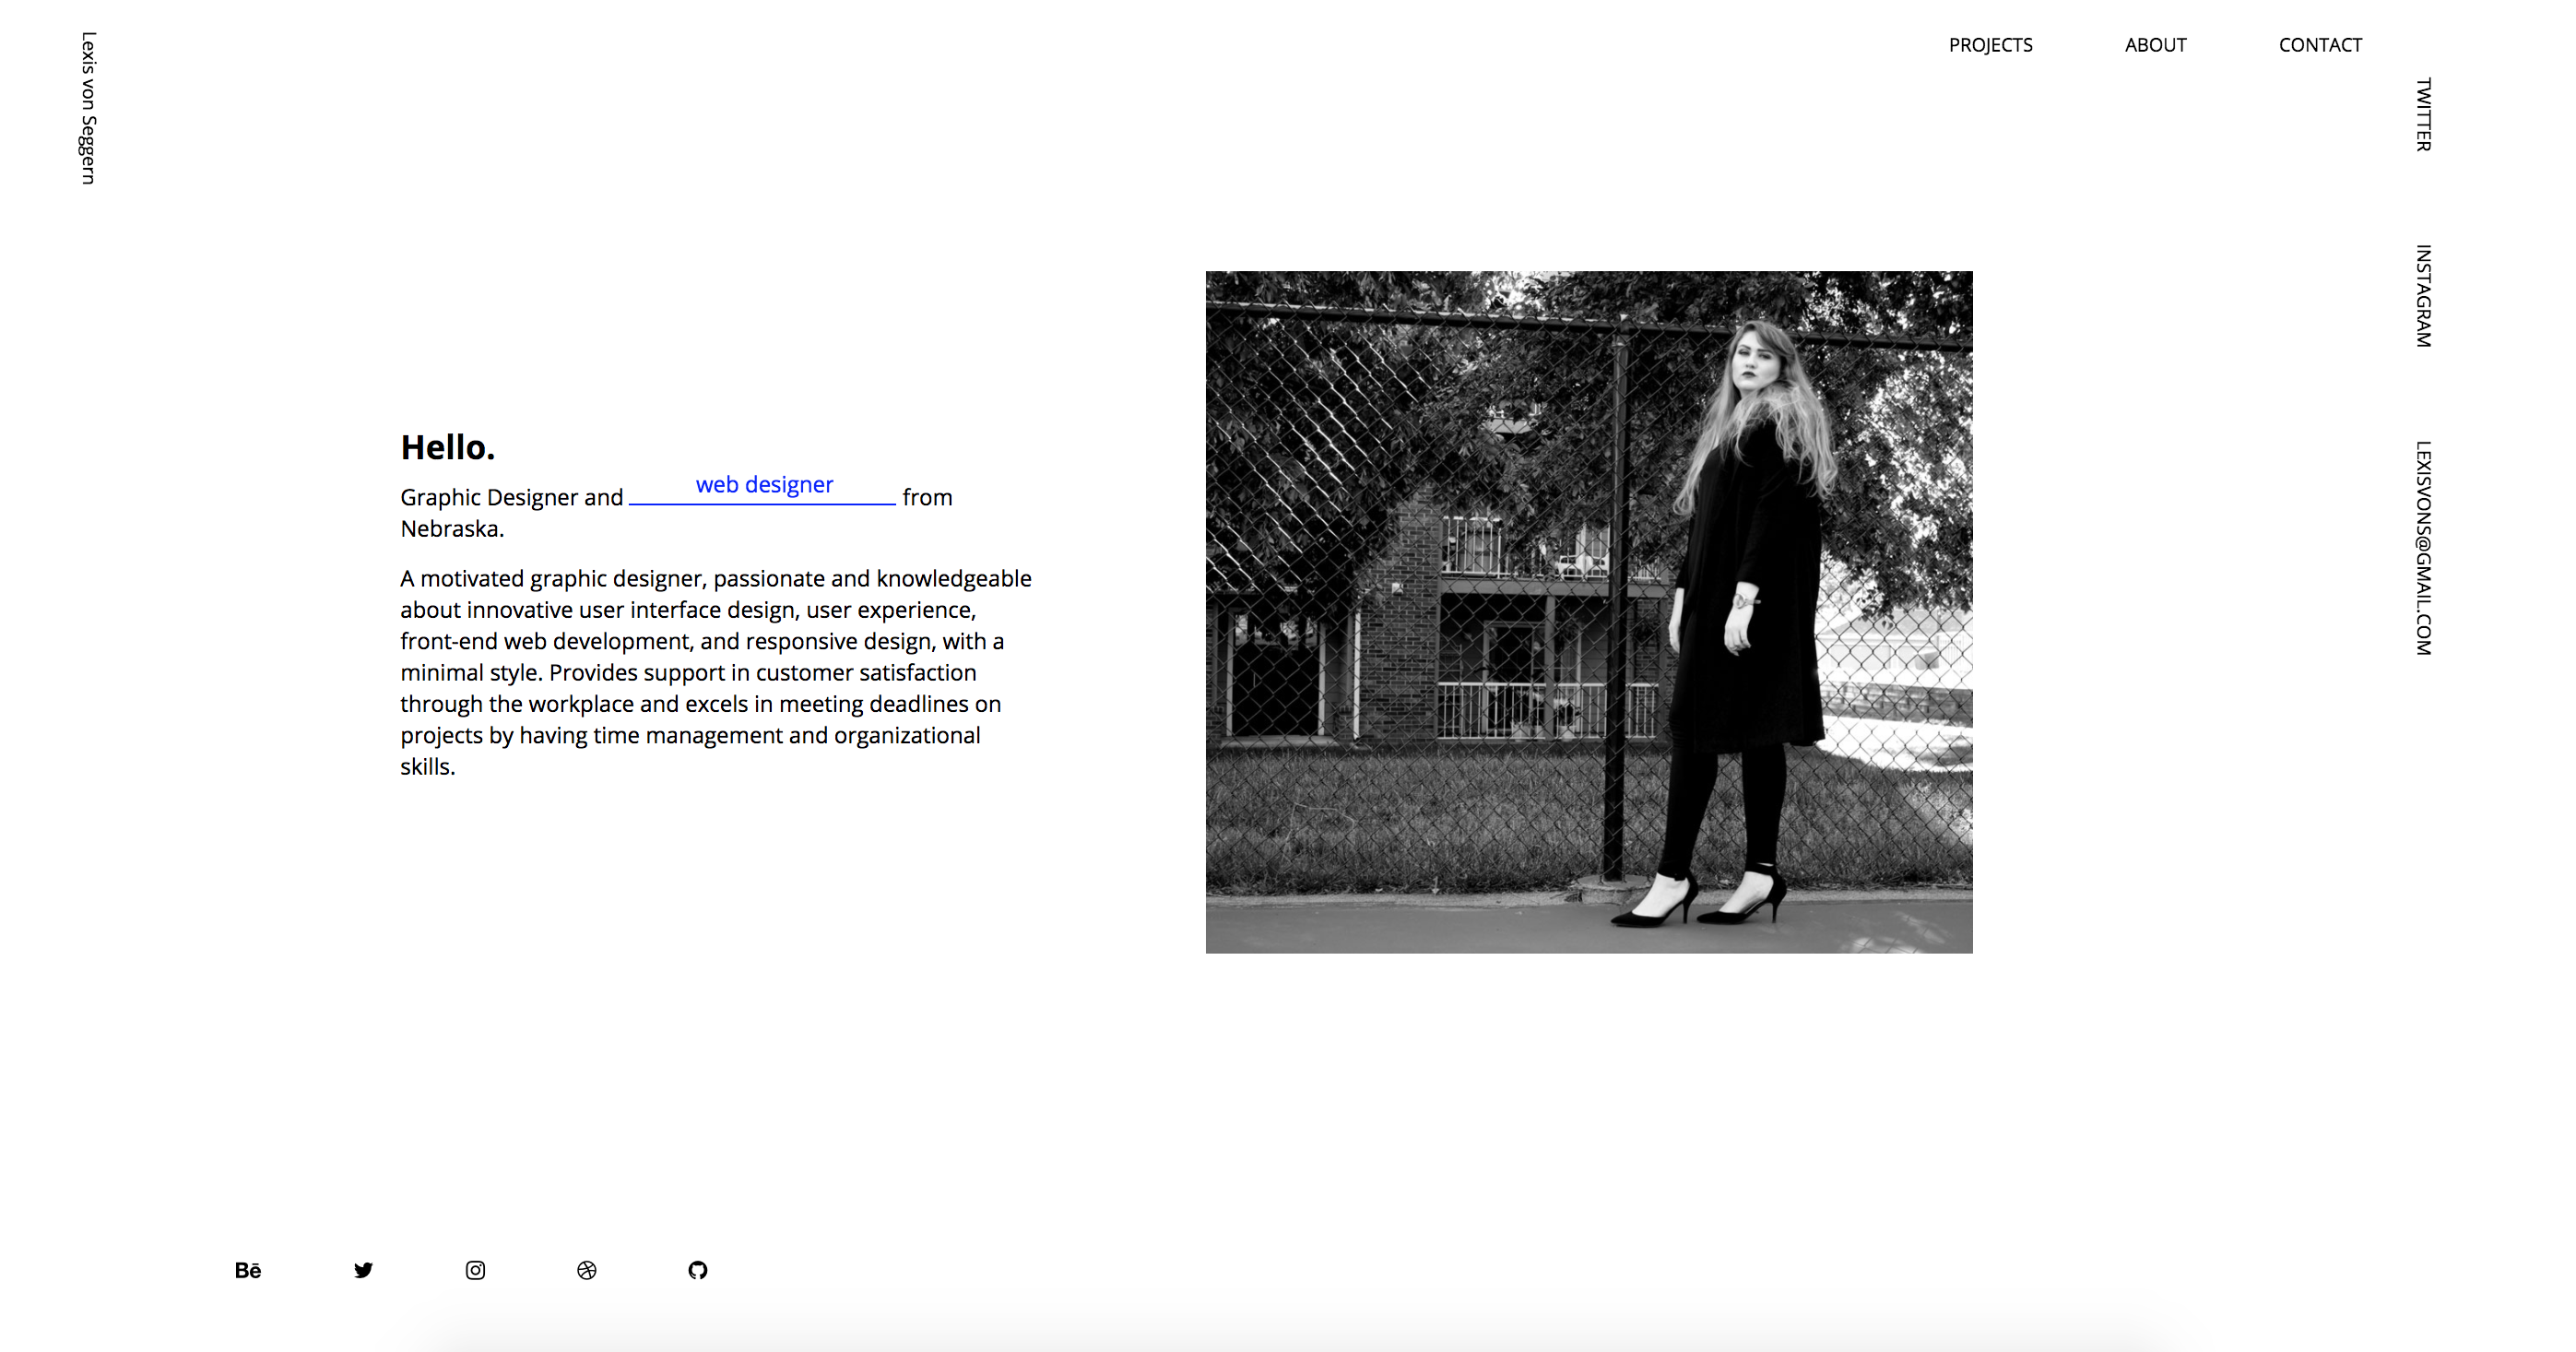 Lexis von Seggern
PROJECTS ABOUT CONTACT
TWITTER
INSTAGRAM
LEXISVONS@GMAIL.COM
Hello.
Graphic Designer and web designer from
Nebraska.
A motivated graphic designer, passionate and knowledgeable
about innovative user interface design, user experience,
front-end web development, and responsive design, with a
minimal style. Provides support in customer satisfaction
through the workplace and excels in meeting deadlines on
projects by having time management and organizational
skills.
Bē